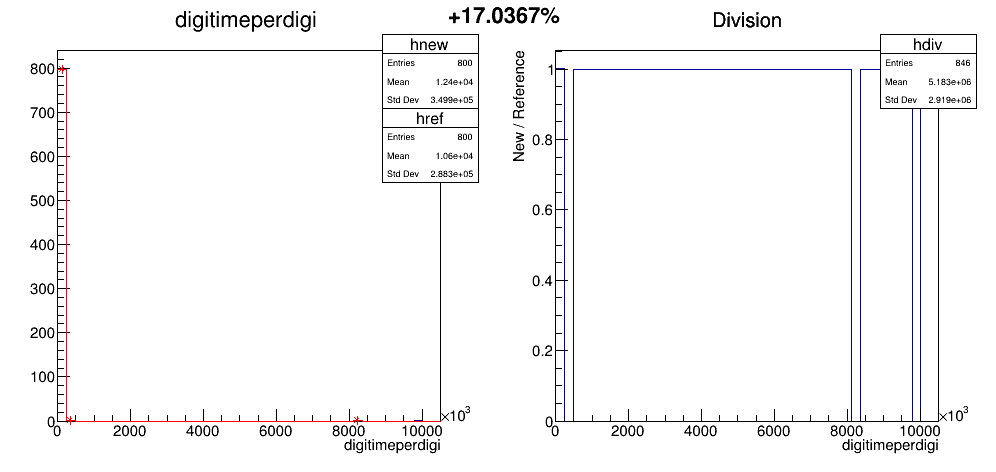 +17.0367%
digitimeperdigi
hnew
Entries 800
Mean 1.24e+04
Std Dev 3.499e+05
href
Entries 800
Mean 1.06e+04
Std Dev 2.883e+05
800
700
600
500
400
300
200
100
0
0 2000 4000 6000 8000 10000
×10³
digitimeperdigi
Division
hdiv
Entries 846
Mean 5.183e+06
Std Dev 2.919e+06
New / Reference
1
0.8
0.6
0.4
0.2
0
0 2000 4000 6000 8000 10000
×10³
digitimeperdigi